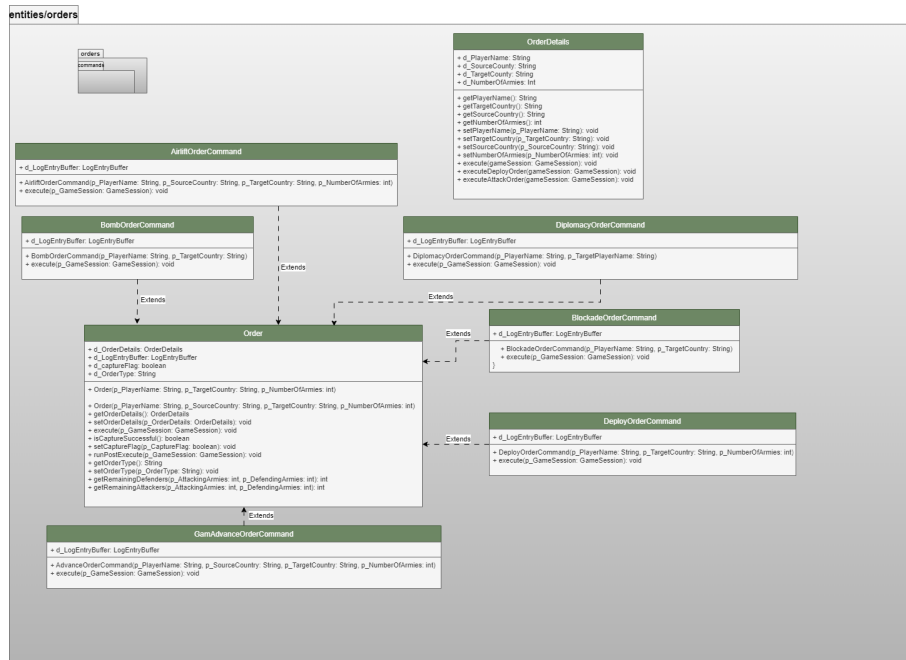 entities/orders
orders
commands
OrderDetails
+ d_PlayerName: String
+ d_SourceCounty: String
+ d_TargetCounty: String
+ d_NumberOfArmies: Int
+ getPlayerName(): String
+ getTargetCountry(): String
+ getSourceCountry(): String
+ getNumberOfArmies(): int
+ setPlayerName(p_PlayerName: String): void
+ setTargetCountry(p_TargetCountry: String): void
+ setSourceCountry(p_SourceCountry: String): void
+ setNumberOfArmies(p_NumberOfArmies: int): void
+ execute(gameSession: GameSession): void
+ executeDeployOrder(gameSession: GameSession): void
+ executeAttackOrder(gameSession: GameSession): void
AirliftOrderCommand
+ d_LogEntryBuffer: LogEntryBuffer
+ AirliftOrderCommand(p_PlayerName: String, p_SourceCountry: String, p_TargetCountry: String, p_NumberOfArmies: int)
+ execute(p_GameSession: GameSession): void
BombOrderCommand
+ d_LogEntryBuffer: LogEntryBuffer
+ BombOrderCommand(p_PlayerName: String, p_TargetCountry: String)
+ execute(p_GameSession: GameSession): void
DiplomacyOrderCommand
+ d_LogEntryBuffer: LogEntryBuffer
+ DiplomacyOrderCommand(p_PlayerName: String, p_TargetPlayerName: String)
+ execute(p_GameSession: GameSession): void
Extends
Extends
Extends
BlockadeOrderCommand
+ d_LogEntryBuffer: LogEntryBuffer
+ BlockadeOrderCommand(p_PlayerName: String, p_TargetCountry: String)
+ execute(p_GameSession: GameSession): void
}
Extends
Order
+ d_OrderDetails: OrderDetails
+ d_LogEntryBuffer: LogEntryBuffer
+ d_captureFlag: boolean
+ d_OrderType: String
+ Order(p_PlayerName: String, p_TargetCountry: String, p_NumberOfArmies: int)
+ Order(p_PlayerName: String, p_SourceCountry: String, p_TargetCountry: String, p_NumberOfArmies: int)
+ getOrderDetails(): OrderDetails
+ setOrderDetails(p_OrderDetails: OrderDetails): void
+ execute(p_GameSession: GameSession): void
+ isCaptureSuccessful(): boolean
+ setCaptureFlag(p_CaptureFlag: boolean): void
+ runPostExecute(p_GameSession: GameSession): void
+ getOrderType(): String
+ setOrderType(p_OrderType: String): void
+ getRemainingDefenders(p_AttackingArmies: int, p_DefendingArmies: int): int
+ getRemainingAttackers(p_AttackingArmies: int, p_DefendingArmies: int): int
DeployOrderCommand
+ d_LogEntryBuffer: LogEntryBuffer
+ DeployOrderCommand(p_PlayerName: String, p_TargetCountry: String, p_NumberOfArmies: int)
+ execute(p_GameSession: GameSession): void
Extends
Extends
GamAdvanceOrderCommand
+ d_LogEntryBuffer: LogEntryBuffer
+ AdvanceOrderCommand(p_PlayerName: String, p_SourceCountry: String, p_TargetCountry: String, p_NumberOfArmies: int)
+ execute(p_GameSession: GameSession): void